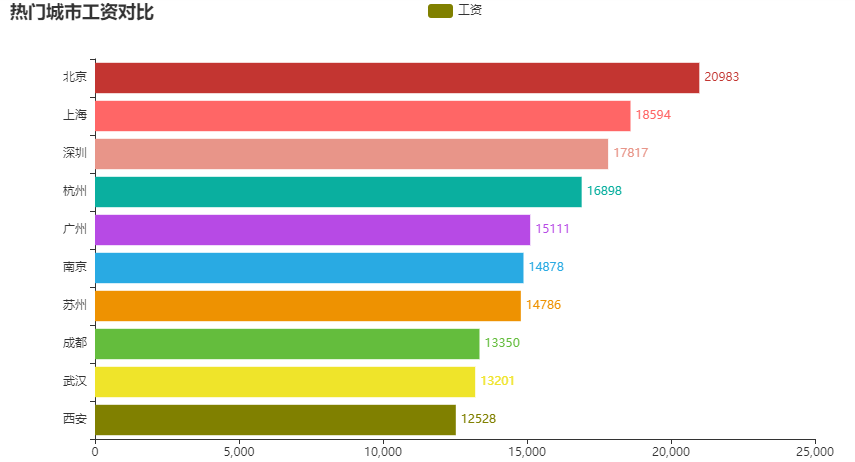 热门城市工资对比
工资
北京 20983
上海 18594
深圳 17817
杭州 16898
广州 15111
南京 14878
苏州 14786
成都 13350
武汉 13201
西安 12528
0 5,000 10,000 15,000 20,000 25,000